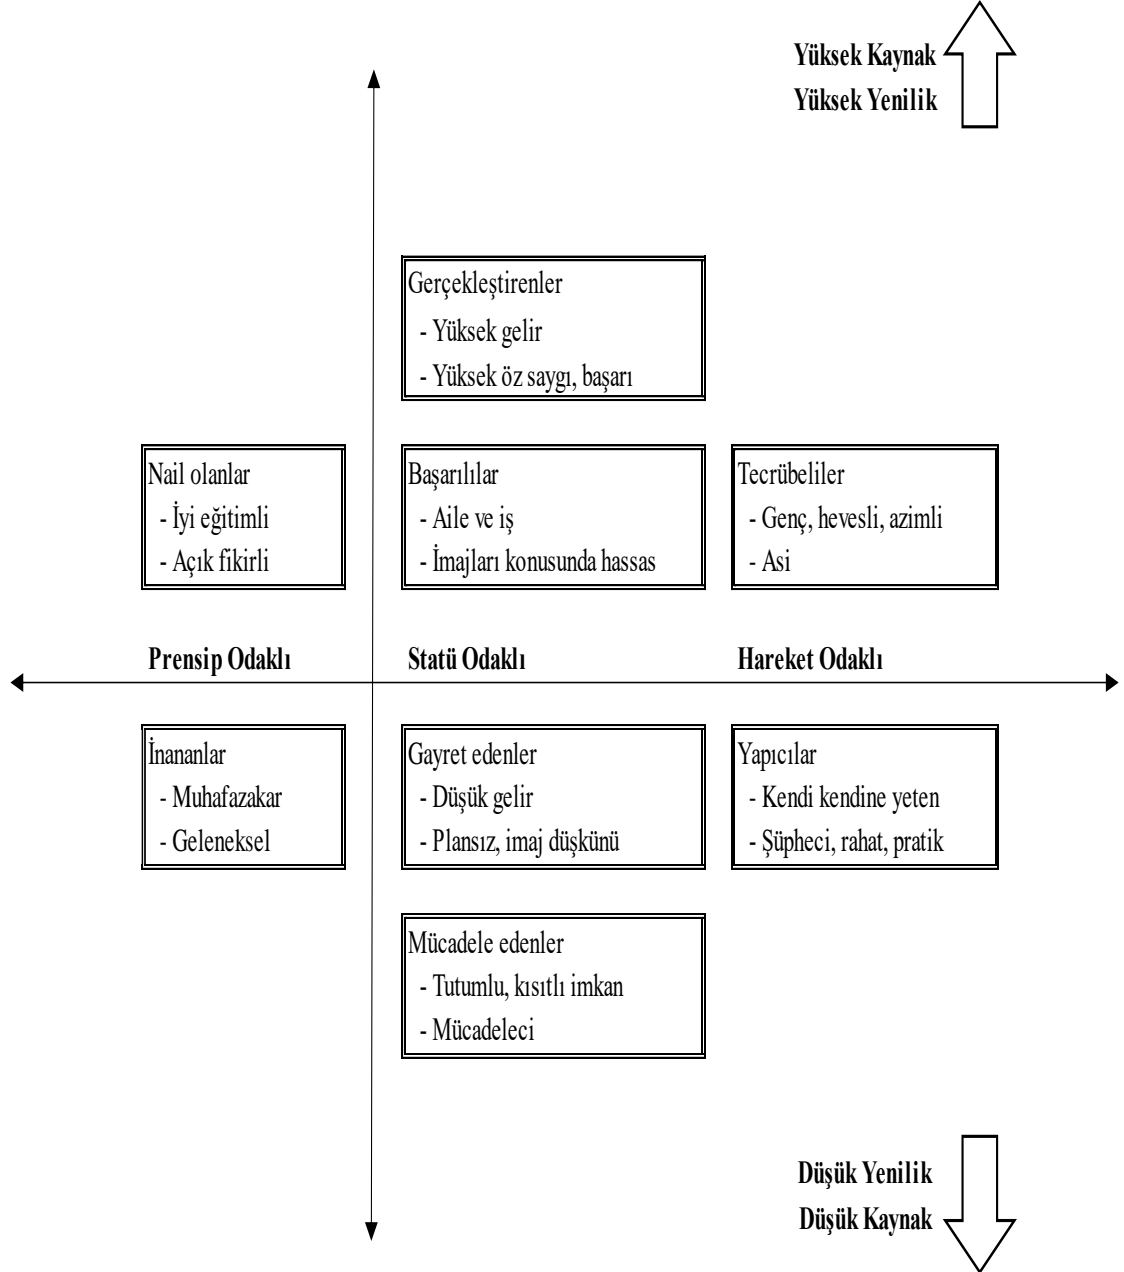 Yüksek Kaynak
Yüksek Yenilik
Gerçekleştirenler
- Yüksek gelir
- Yüksek öz saygı, başarı
Nail olanlar
- İyi eğitimli
- Açık fikirli
Başarılılar
- Aile ve iş
- İmajları konusunda hassas
Tecrübeliler
- Genç, hevesli, azimli
- Asi
Prensip Odaklı
Statü Odaklı
Hareket Odaklı
İnananlar
- Muhafazakar
- Geleneksel
Gayret edenler
- Düşük gelir
- Plansız, imaj düşkünü
Yapıcılar
- Kendi kendine yeten
- Şüpheci, rahat, pratik
Mücadele edenler
- Tutumlu, kısıtlı imkan
- Mücadeleci
Düşük Yenilik
Düşük Kaynak